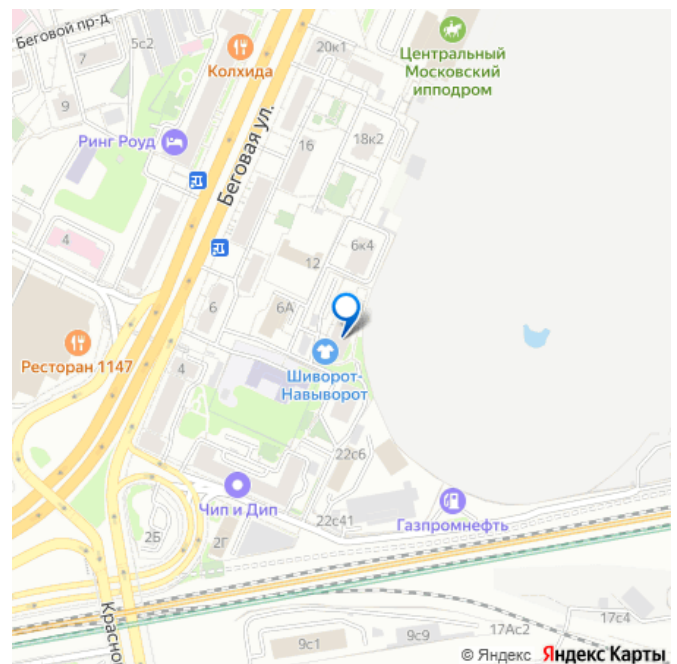 Беговой пр-д
5с2
7
9
Колхида
20к1
Центральный
Московский
ипподром
Ринг Роуд
Беговая ул.
16
18к2
4
12
6к4
6
6А
Ресторан 1147
4
Шиворот-
Навыворот
22с6
Чип и Дип
2Б
2Г
22с41
Газпромнефть
Красно
9с1
9с9
17Ас2
17с4
© Яндекс Яндекс Карты